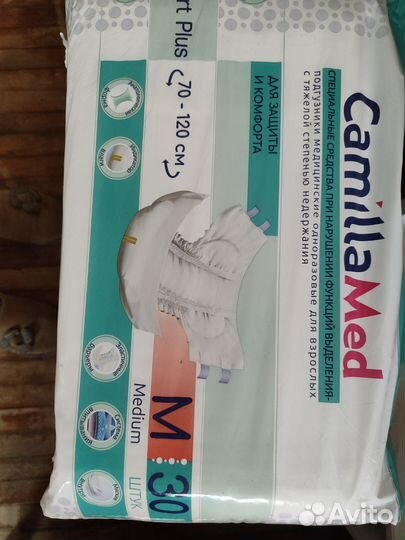 CamillaMed
СПЕЦИАЛЬНЫЕ СРЕДСТВА ПРИ НАРУШЕНИИ ФУНКЦИЙ ВЫДЕЛЕНИЯ-
подгузники медицинские одноразовые для взрослых
с тяжелой степенью недержания
ДЛЯ ЗАЩИТЫ
И КОМФОРТА
rt Plus
70 - 120 см
M
Medium
30
ШТУК
Avito